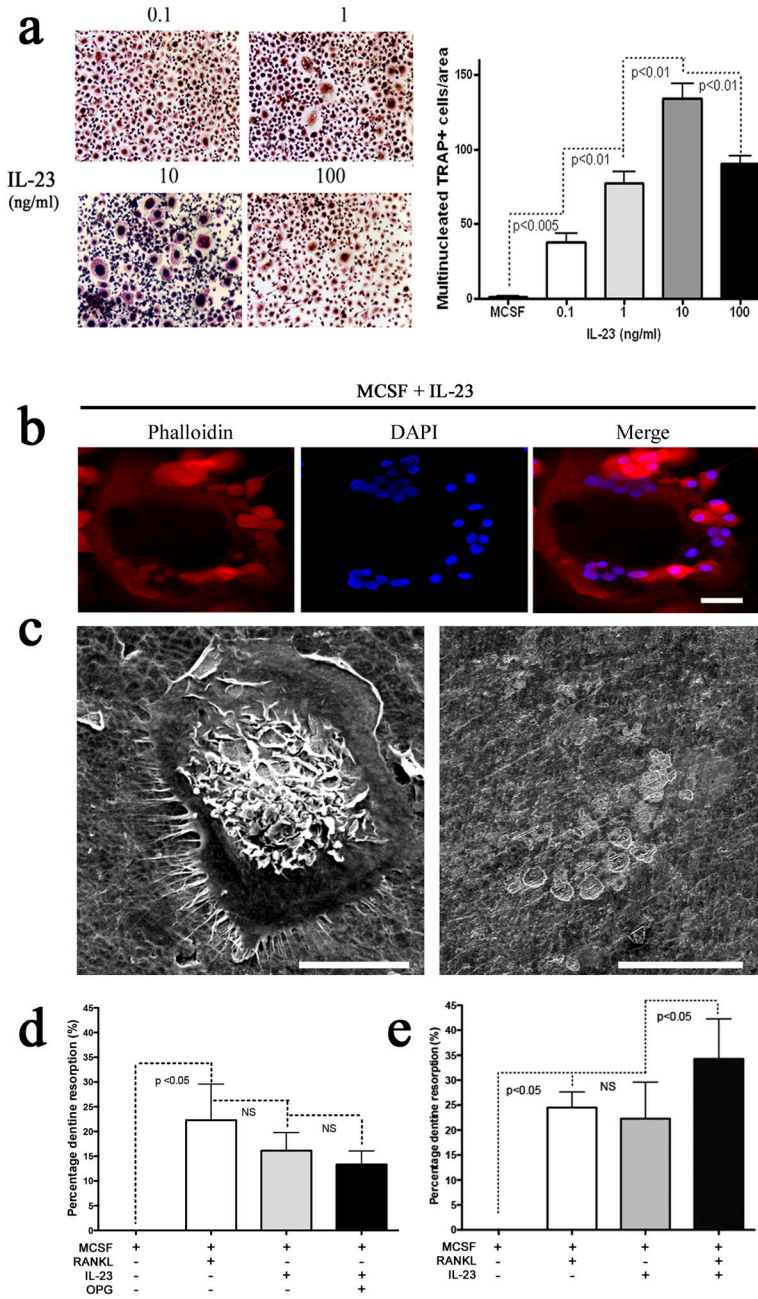 a
0.1
1
IL-23
(ng/ml)
10
100
Multinucleated TRAP+ cells/area
150
100
50
0
p<0.005
p<0.01
p<0.01
p<0.01
MCSF
0.1
1
10
100
IL-23 (ng/ml)
MCSF + IL-23
b
Phalloidin
DAPI
Merge
c
d
Percentage dentine resorption (%)
45
40
35
30
25
20
15
10
5
0
p <0.05
NS
NS
MCSF + + + +
RANKL - + - -
IL-23 - - + +
OPG - - - +
e
Percentage dentine resorption (%)
45
40
35
30
25
20
15
10
5
0
p<0.05
NS
p<0.05
MCSF + + + +
RANKL - + - +
IL-23 - - + +